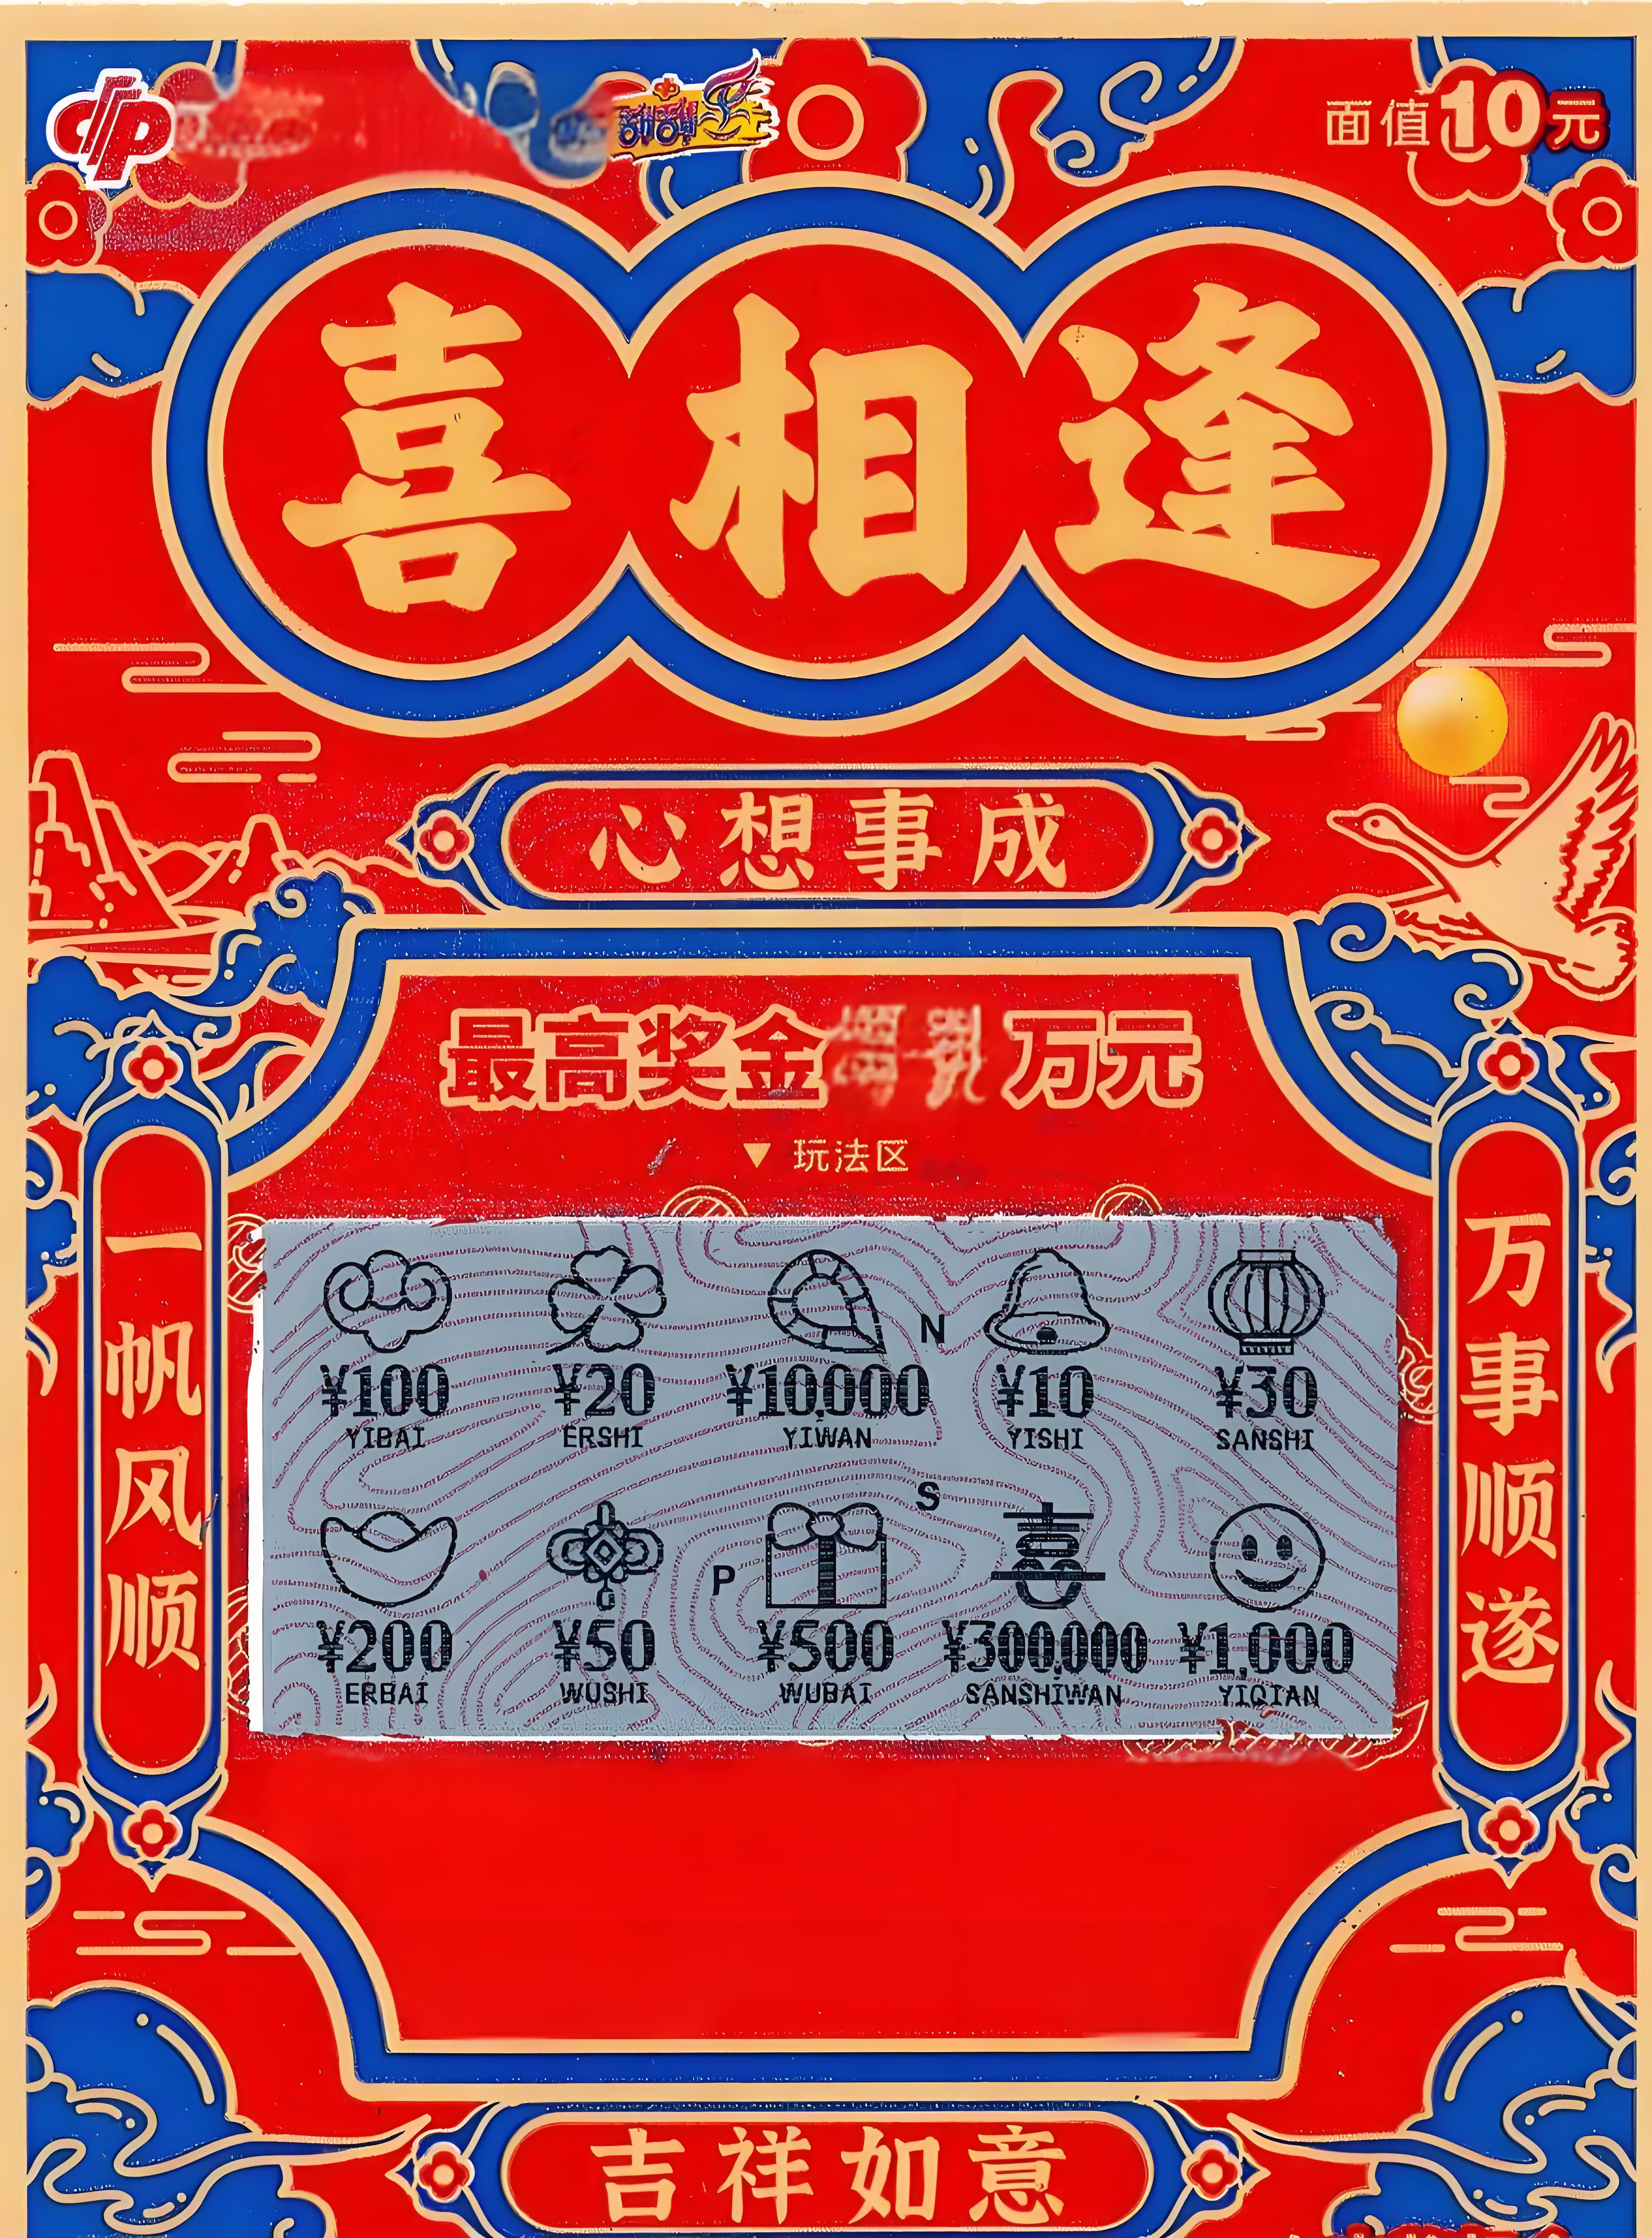 面值10元
喜相逢
心想事成
最高奖金 万元
玩法区
一帆风顺
万事顺遂
¥100 ¥20 ¥10,000 ¥10 ¥30
YIBAI ERSHI YIWAN YISHI SANSHI
N
S
P
喜
¥200 ¥50 ¥500 ¥300,000 ¥1,000
ERBAI WUSHI WUBAI SANSHIWAN YIQIAN
吉祥如意